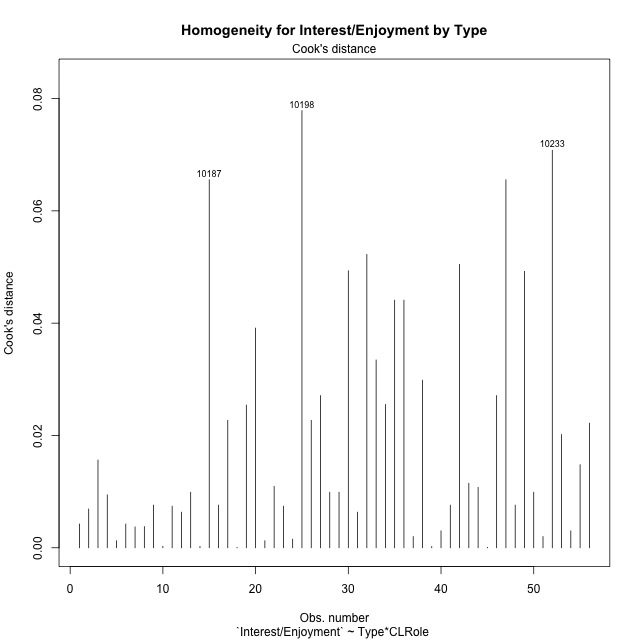 Homogeneity for Interest/Enjoyment by Type
Cook's distance
10198
10233
10187
Cook's distance
0.08
0.06
0.04
0.02
0.00
0 10 20 30 40 50
Obs. number
`Interest/Enjoyment` ~ Type*CLRole